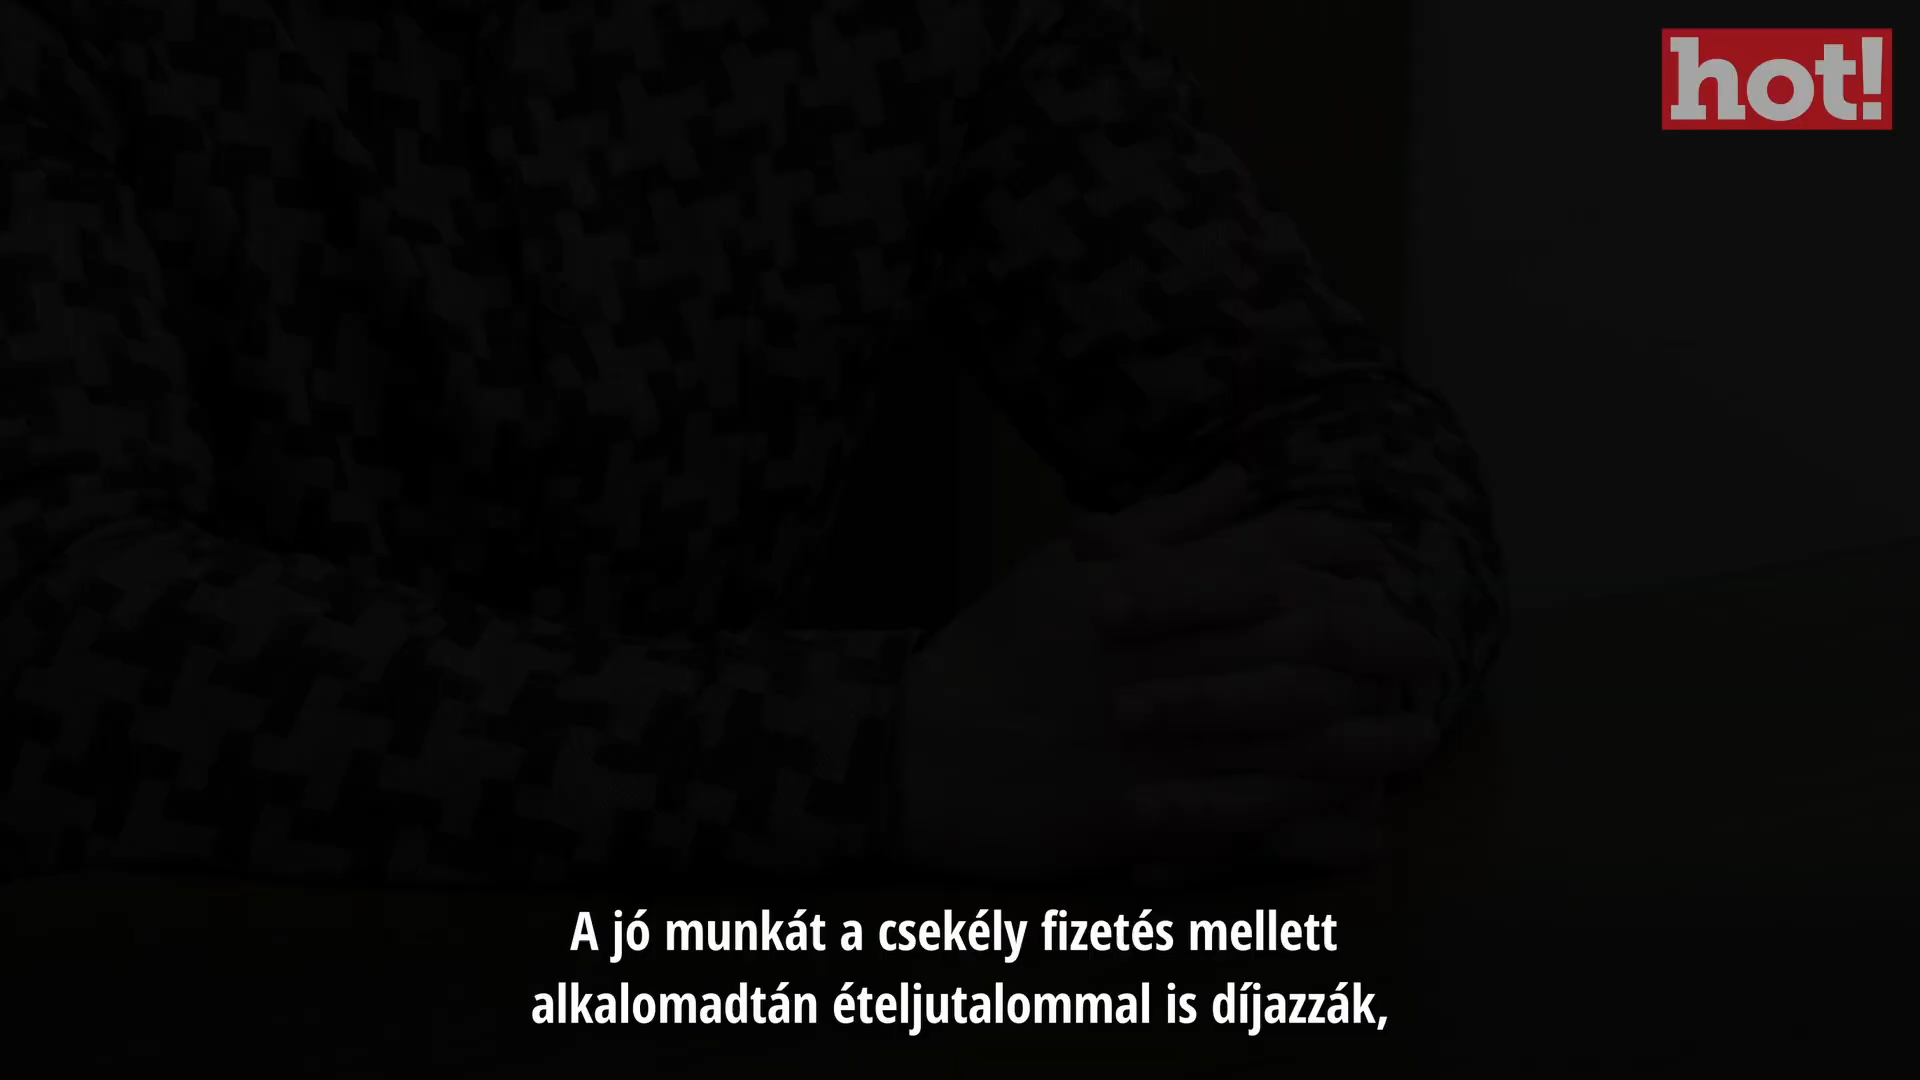 hot!
A jó munkát a csekély fizetés mellett
alkalomadtán ételjutalommal is díjazzák,